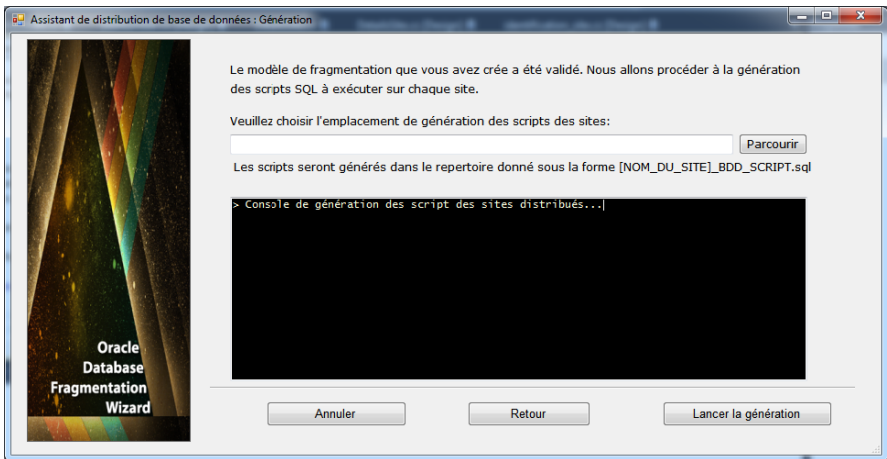 Assistant de distribution de base de données : Génération
Le modèle de fragmentation que vous avez crée a été validé. Nous allons procéder à la génération
des scrpts SQL à exécuter sur chaque site.
Veuillez choisir l'emplacement de génération des scripts des sites:
Parcourir
Les scripts seront générés dans le repertoire donné sous la forme [NOM_DU_SITE]_BDD_SCRIPT.sql
> Console de génération des script des sites distribués...
Oracle
Database
Fragmentation
Wizard
Annuler
Retour
Lancer la génération